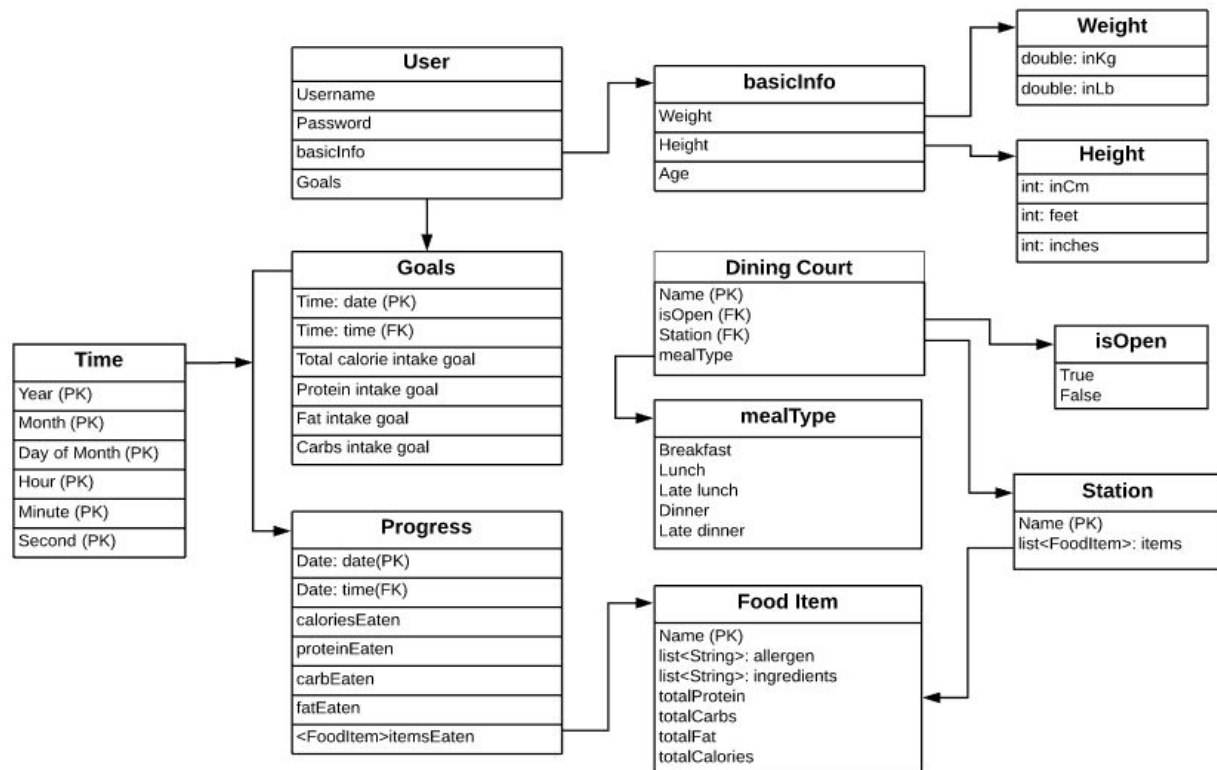 User
Username
Password
basicInfo
Goals
basicInfo
Weight
Height
Age
Weight
double: inKg
double: inLb
Height
int: inCm
int: feet
int: inches
Goals
Time: date (PK)
Time: time (FK)
Total calorie intake goal
Protein intake goal
Fat intake goal
Carbs intake goal
Dining Court
Name (PK)
isOpen (FK)
Station (FK)
mealType
isOpen
True
False
Time
Year (PK)
Month (PK)
Day of Month (PK)
Hour (PK)
Minute (PK)
Second (PK)
mealType
Breakfast
Lunch
Late lunch
Dinner
Late dinner
Station
Name (PK)
list<FoodItem>: items
Progress
Date: date(PK)
Date: time(FK)
caloriesEaten
proteinEaten
carbEaten
fatEaten
<FoodItem>itemsEaten
Food Item
Name (PK)
list<String>: allergen
list<String>: ingredients
totalProtein
totalCarbs
totalFat
totalCalories